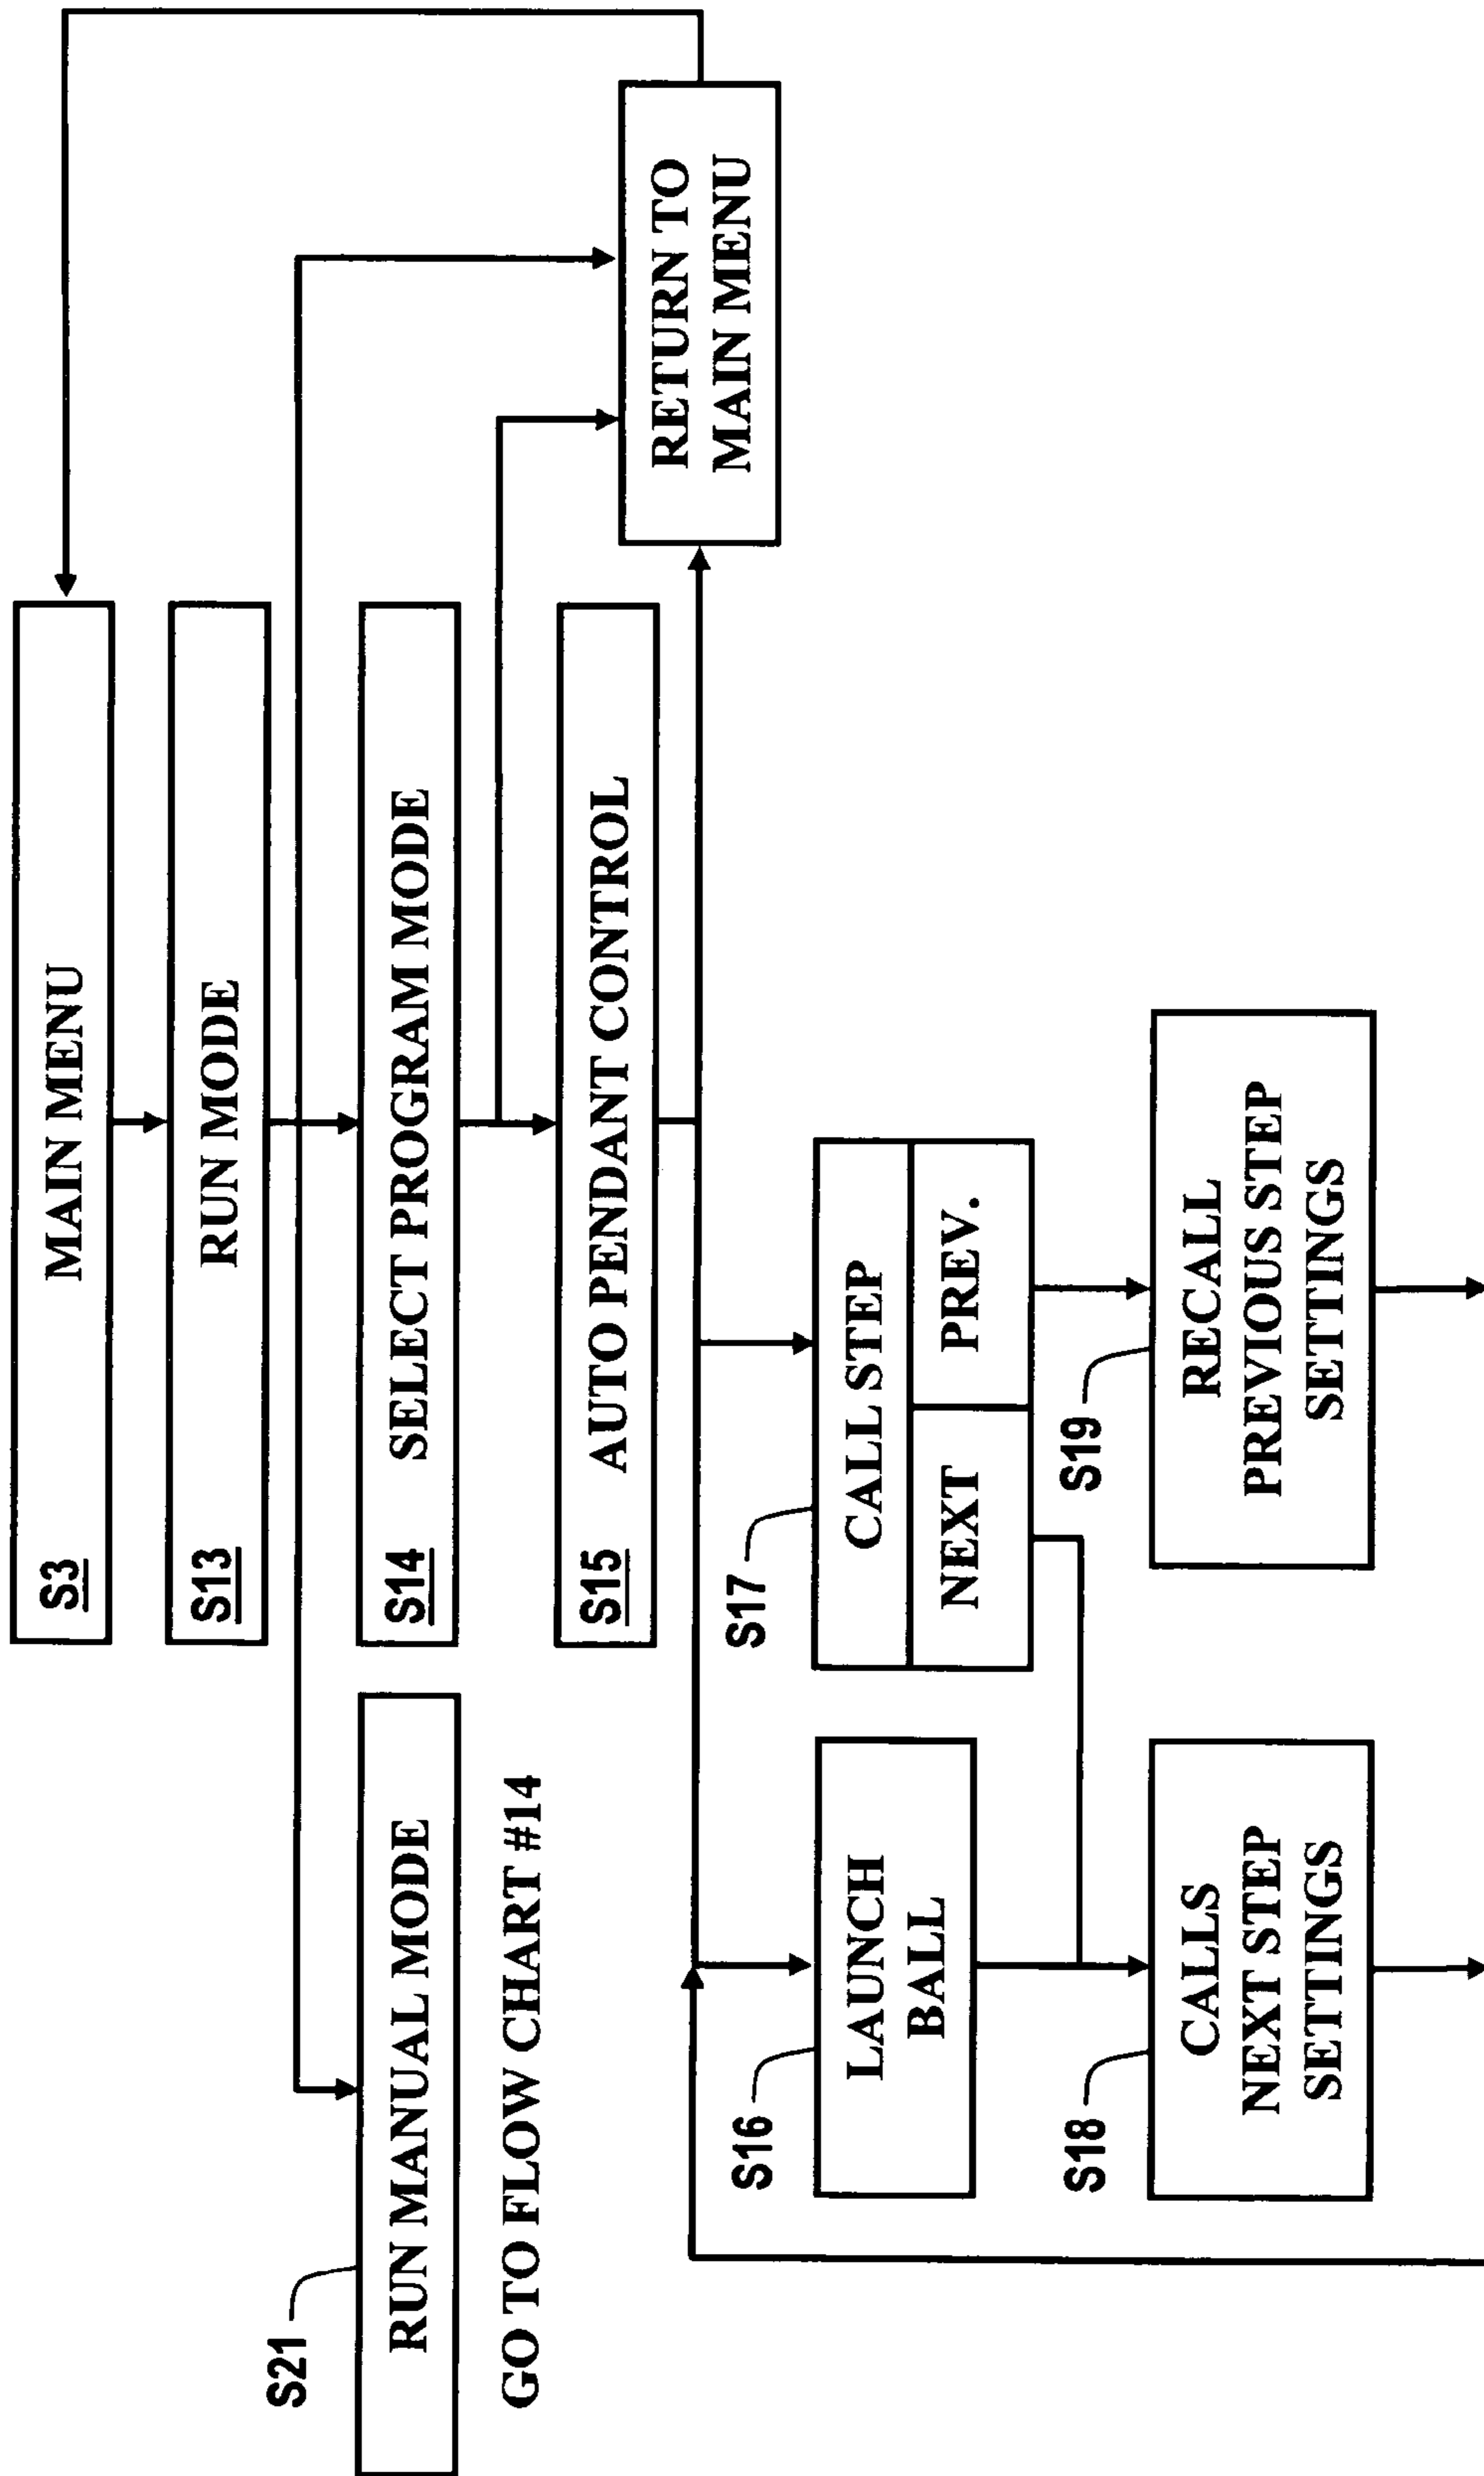 S3
MAIN MENU
S13
RUN MODE
S21
RUN MANUAL MODE
S14
SELECT PROGRAM MODE
GO TO FLOW CHART #14
S15
AUTO PENDANT CONTROL
RETURN TO
MAIN MENU
S16
LAUNCH
BALL
S17
CALL STEP
NEXT
PREV.
S18
CALLS
NEXT STEP
SETTINGS
S19
RECALL
PREVIOUS STEP
SETTINGS